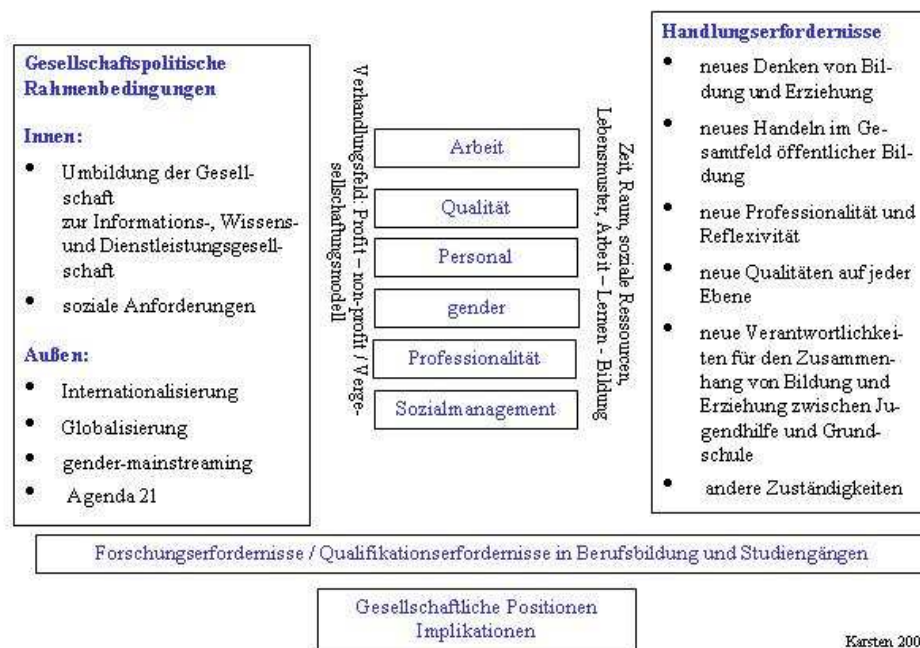 Gesellschaftspolitische
Rahmenbedingungen
Innen:
• Umbildung der Gesell-
schaft
zur Informations-, Wissens-
und Dienstleistungsgesell-
schaft
• soziale Anforderungen
Außen:
• Internationalisierung
• Globalisierung
• gender-mainstreaming
• Agenda 21
Verhandlungsfeld: Profit – non-profit / Verge-
sellschaftungsmodell
Arbeit
Qualität
Personal
gender
Professionalität
Sozialmanagement
Zeit, Raum, soziale Ressourcen,
Lebensmuster, Arbeit – Lernen - Bildung
Handlungserfordernisse
• neues Denken von Bil-
dung und Erziehung
• neues Handeln im Ge-
samtfeld öffentlicher Bil-
dung
• neue Professionalität und
Reflexivität
• neue Qualitäten auf jeder
Ebene
• neue Verantwortlichkei-
ten für den Zusammen-
hang von Bildung und
Erziehung zwischen Ju-
gendhilfe und Grund-
schule
• andere Zuständigkeiten
Forschungserfordernisse / Qualifikationserfordernisse in Berufsbildung und Studiengängen
Gesellschaftliche Positionen
Implikationen
Karsten 200